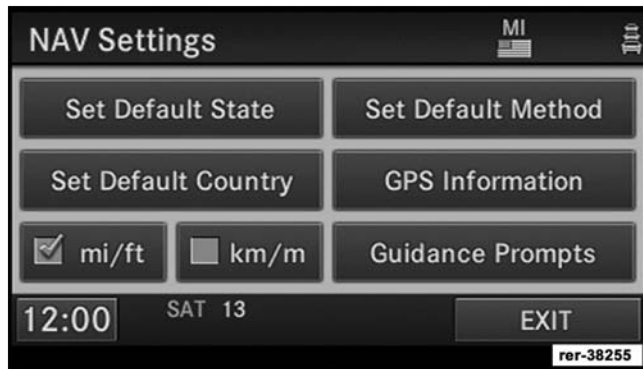 NAV Settings
MI
Set Default State
Set Default Method
Set Default Country
GPS Information
mi/ft
km/m
Guidance Prompts
12:00
SAT 13
EXIT
rer-38255